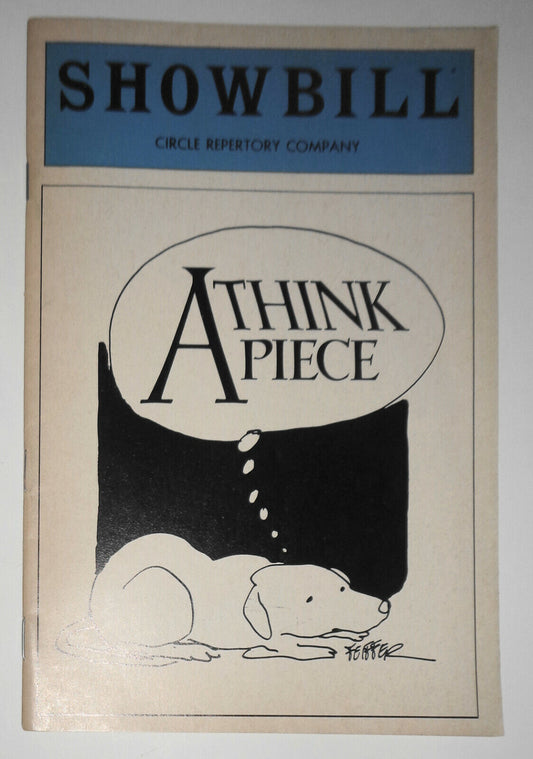 SHOWBILL
CIRCLE REPERTORY COMPANY
A THINK
PIECE
FEIFFER